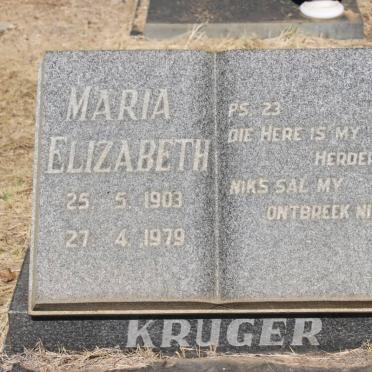 MARIA
ELIZABETH
25. 5. 1903
27. 4. 1979
PS. 23
DIE HERE IS MY
HERDER
NIKS SAL MY
ONTBREEK
KRUGER